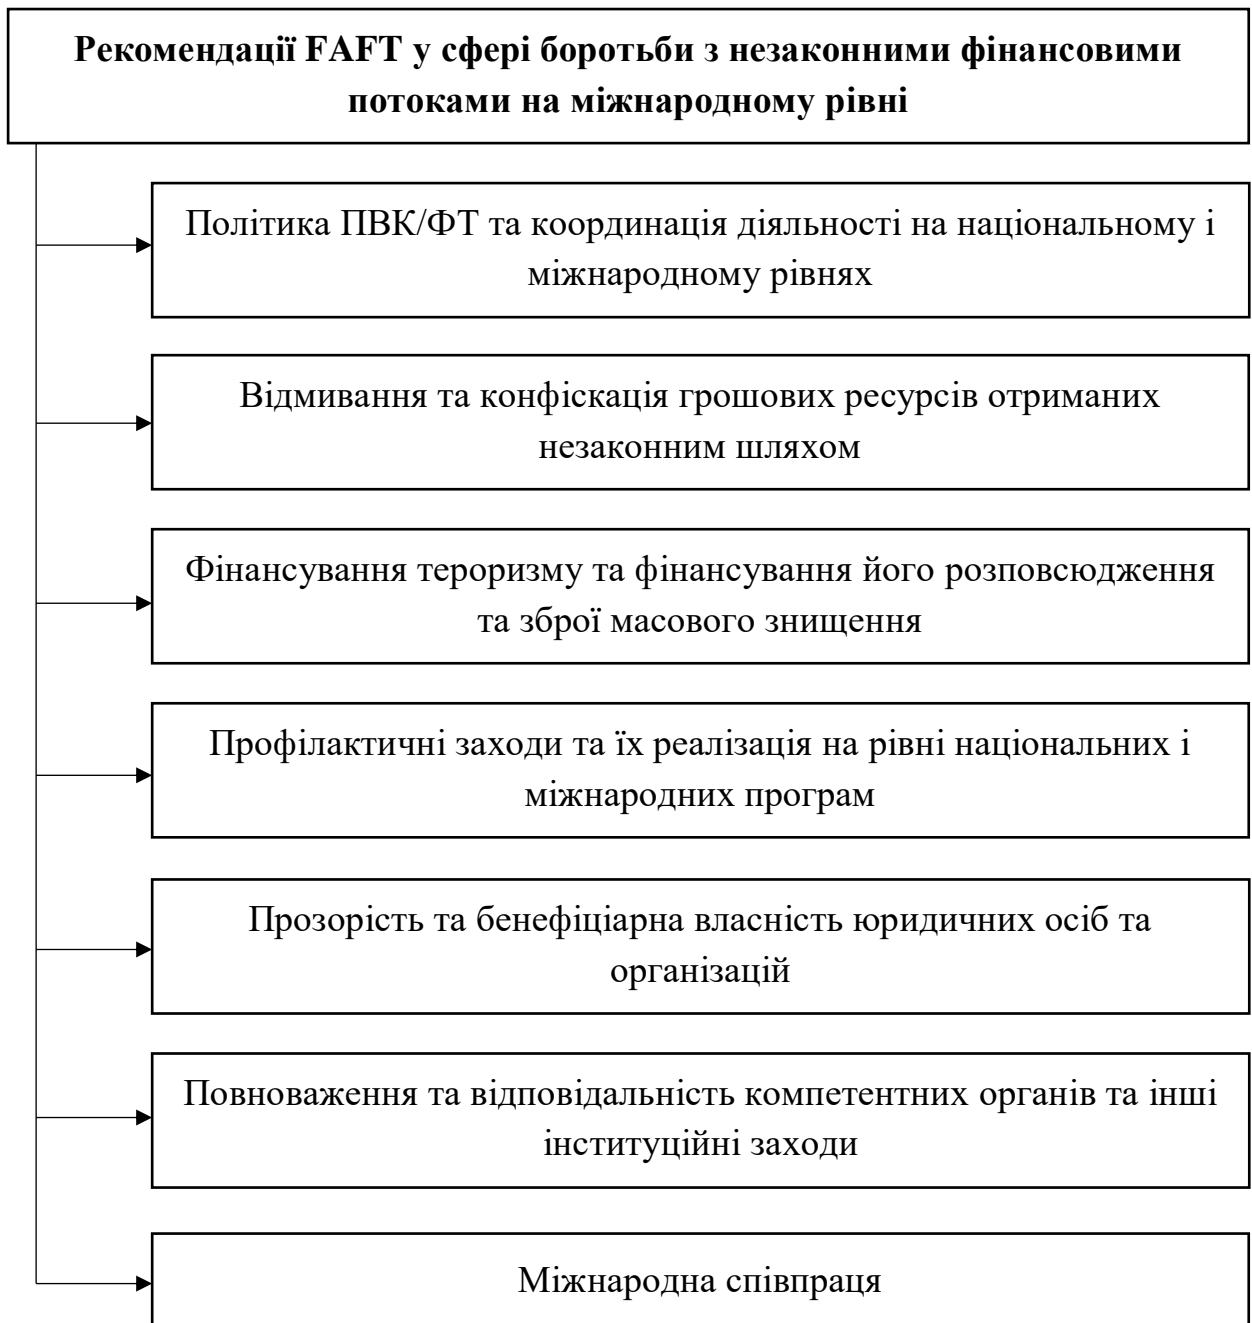 Рекомендації FAFT у сфері боротьби з незаконними фінансовими
потоками на міжнародному рівні
Політика ПВК/ФТ та координація діяльності на національному і
міжнародному рівнях
Відмивання та конфіскація грошових ресурсів отриманих
незаконним шляхом
Фінансування тероризму та фінансування його розповсюдження
та зброї масового знищення
Профілактичні заходи та їх реалізація на рівні національних і
міжнародних програм
Прозорість та бенефіціарна власність юридичних осіб та
організацій
Повноваження та відповідальність компетентних органів та інші
інституційні заходи
Міжнародна співпраця